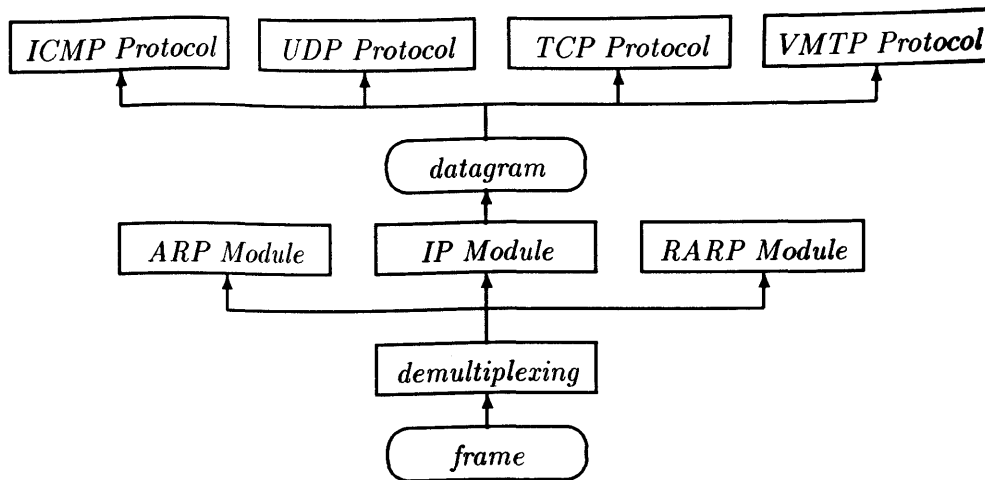 ICMP Protocol
UDP Protocol
TCP Protocol
VMTP Protocol
datagram
ARP Module
IP Module
RARP Module
demultiplexing
frame